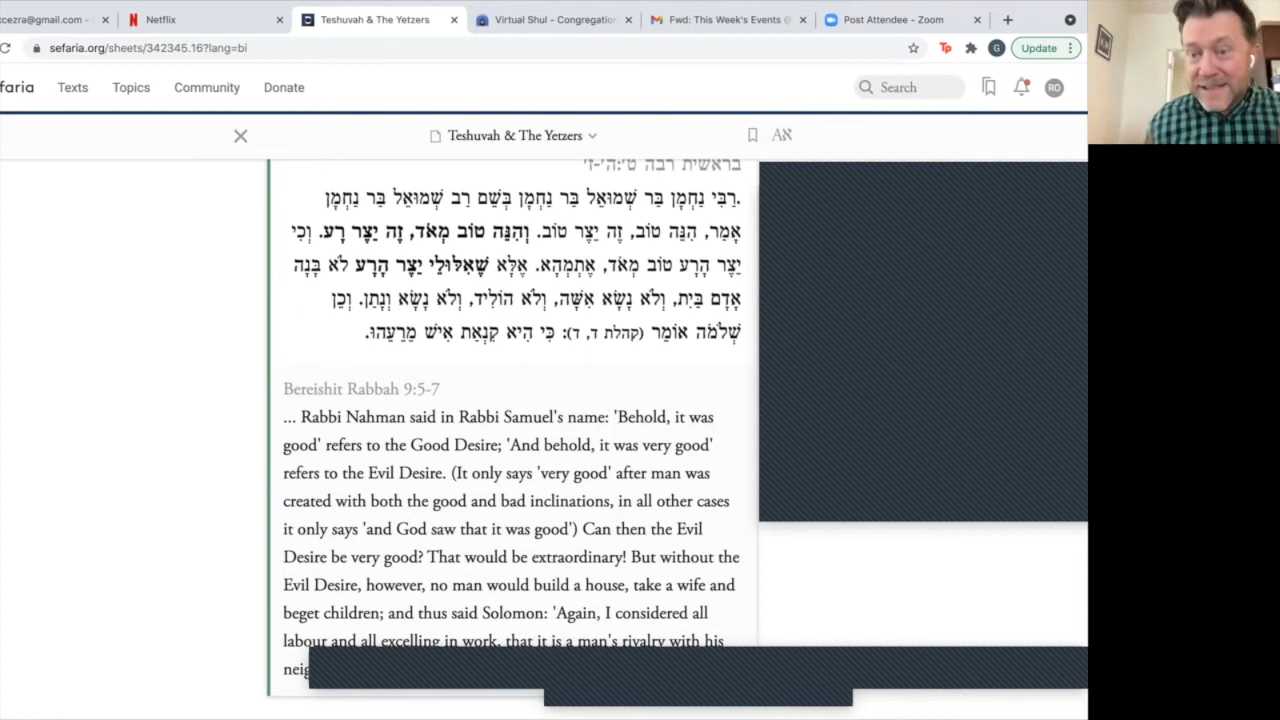 xcezra@gmail.com -
Netflix
Teshuvah & The Yetzers
Virtual Shul - Congregation
Fwd: This Week's Events @
Post Attendee - Zoom
sefaria.org/sheets/342345.16?lang=bi
Tp
G
Update
faria
Texts
Topics
Community
Donate
Search
RO
Teshuvah & The Yetzers
Aא
בראשית רבה ט׳:ה׳-ז׳
.רַבִּי נַחְמָן בַּר שְׁמוּאֵל בַּר נַחְמָן בְּשֵׁם רַב שְׁמוּאֵל בַּר נַחְמָן
אָמַר, הִנֵּה טוֹב, זֶה יֵצֶר טוֹב. וְהִנֵּה טוֹב מְאֹד, זֶה יֵצֶר רָע. וְכִי
יֵצֶר הָרָע טוֹב מְאֹד, אֶתְמְהָא. אֶלָּא שֶׁאִלּוּלֵי יֵצֶר הָרָע לֹא בָּנָה
אָדָם בַּיִת, וְלֹא נָשָׂא אִשָּׁה, וְלֹא הוֹלִיד, וְלֹא נָשָׂא וְנָתַן. וְכֵן
שְׁלֹמֹה אוֹמֵר (קהלת ד, ד): כִּי הִיא קִנְאַת אִישׁ מֵרֵעֵהוּ.
Bereishit Rabbah 9:5-7
... Rabbi Nahman said in Rabbi Samuel's name: 'Behold, it was
good' refers to the Good Desire; 'And behold, it was very good'
refers to the Evil Desire. (It only says 'very good' after man was
created with both the good and bad inclinations, in all other cases
it only says 'and God saw that it was good') Can then the Evil
Desire be very good? That would be extraordinary! But without the
Evil Desire, however, no man would build a house, take a wife and
beget children; and thus said Solomon: 'Again, I considered all
labour and all excelling in work, that it is a man's rivalry with his
neig